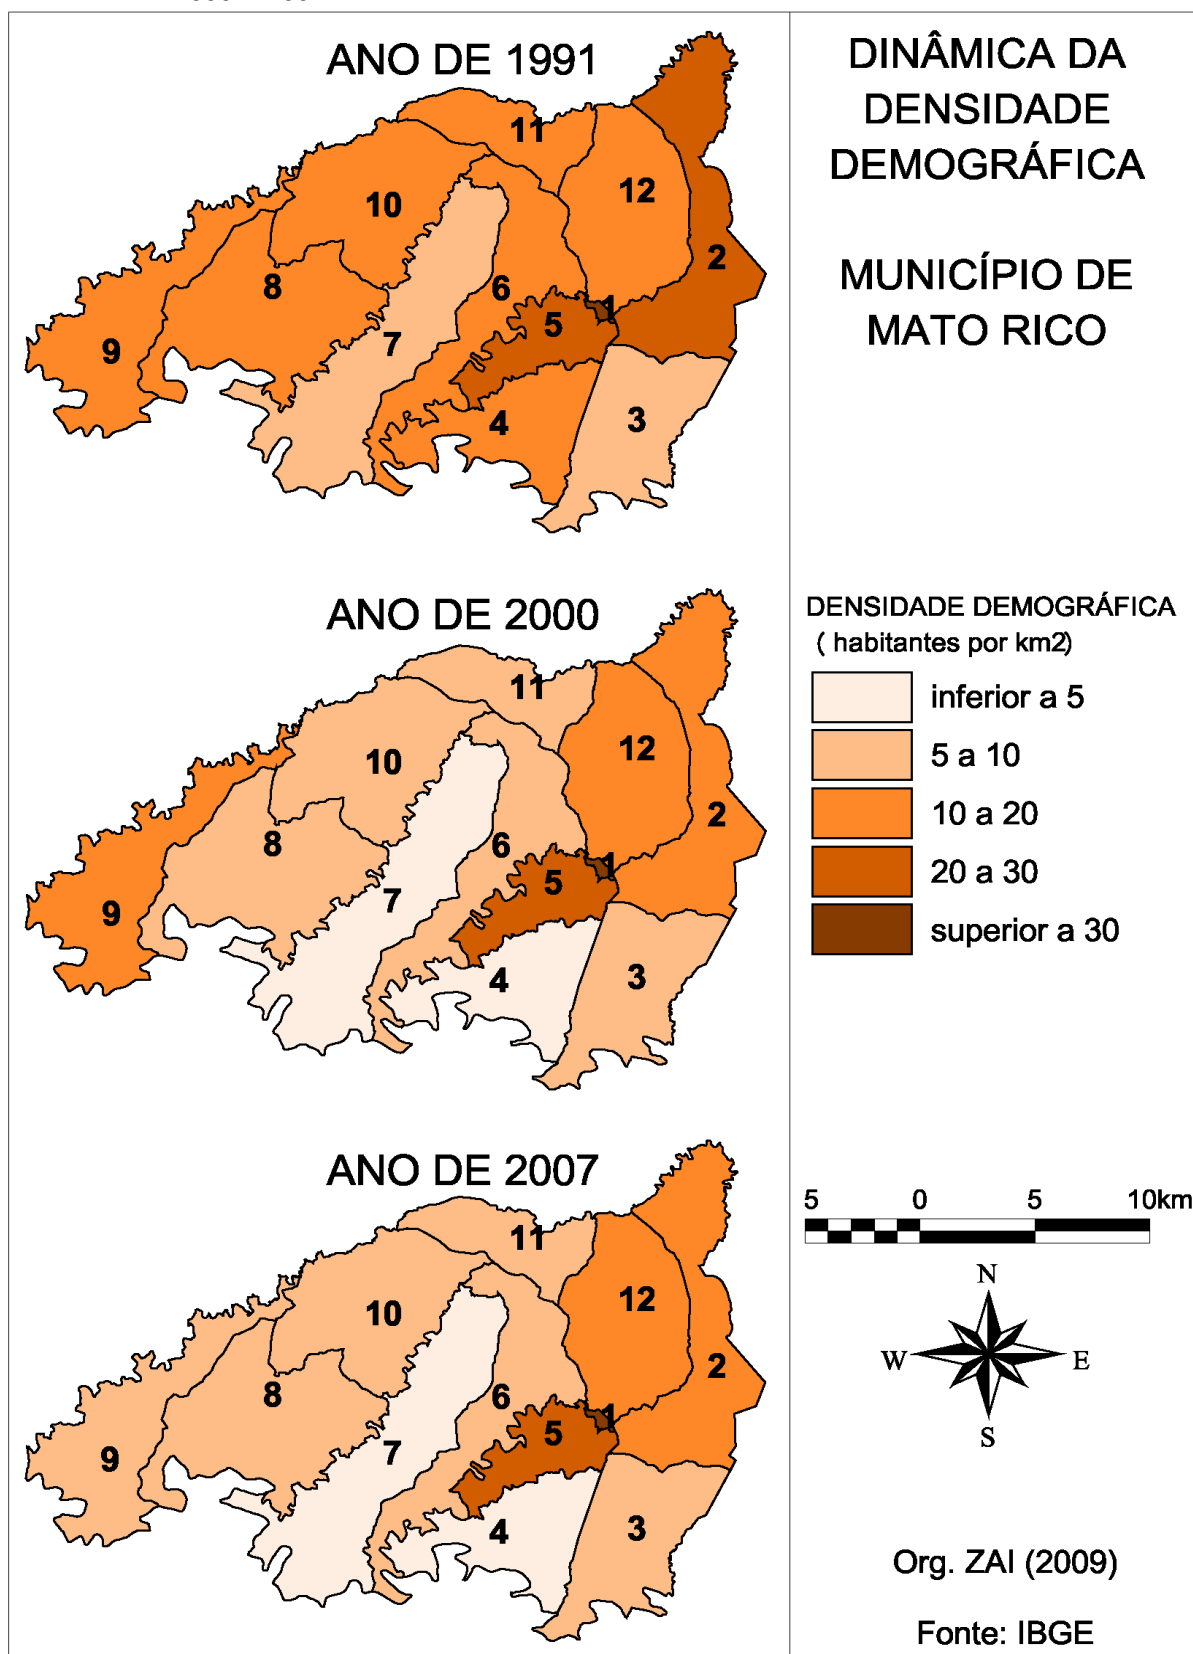 ANO DE 1991
11
12
10
2
8
6
1
5
7
9
4
3
ANO DE 2000
11
12
10
2
8
6
1
5
7
9
4
3
ANO DE 2007
11
12
10
2
8
6
1
5
7
9
4
3
DINÂMICA DA
DENSIDADE
DEMOGRÁFICA
MUNICÍPIO DE
MATO RICO
DENSIDADE DEMOGRÁFICA
( habitantes por km2)
inferior a 5
5 a 10
10 a 20
20 a 30
superior a 30
5 0 5 10km
N
W E
S
Org. ZAI (2009)
Fonte: IBGE